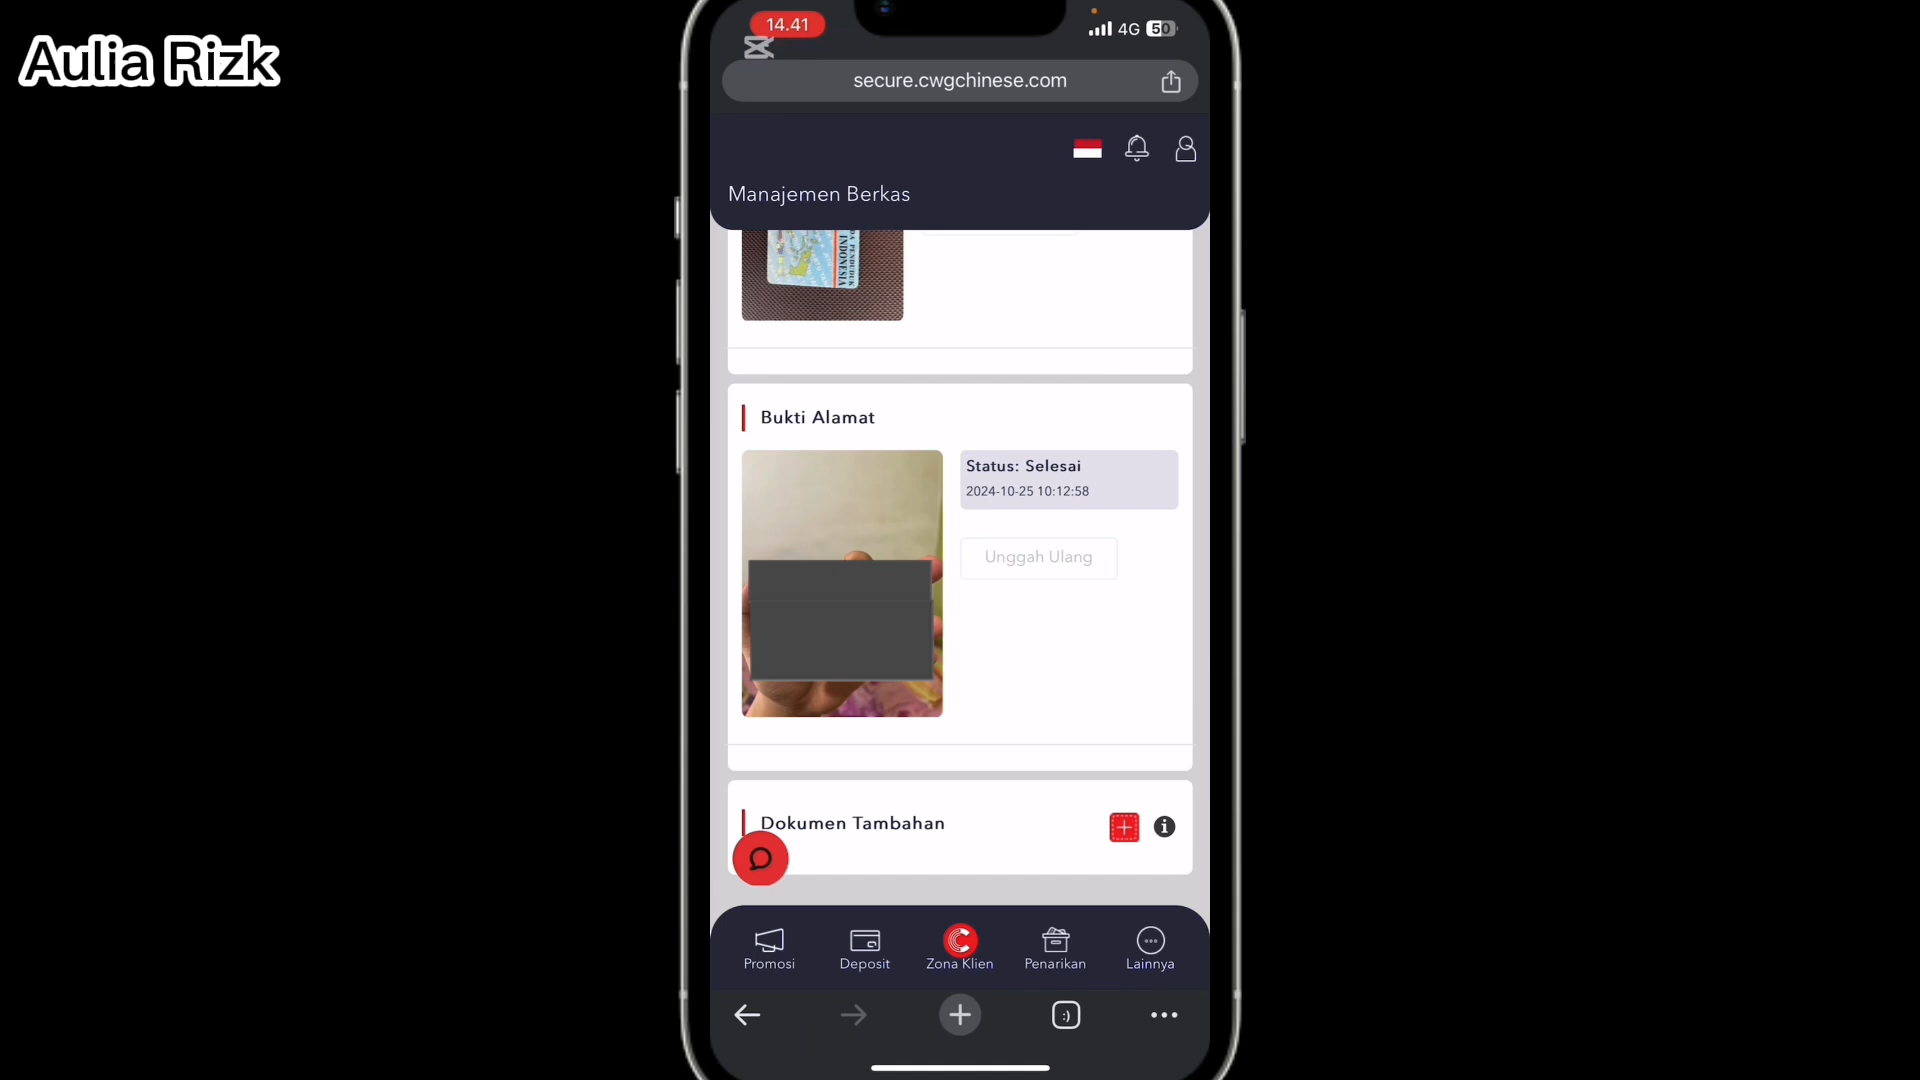 Aulia Rizk
14.41
4G 50
secure.cwgchinese.com
Manajemen Berkas
INDONESIA
Bukti Alamat
Status: Selesai
2024-10-25 10:12:58
Unggah Ulang
Dokumen Tambahan
Promosi
Deposit
Zona Klien
Penarikan
Lainnya
:)